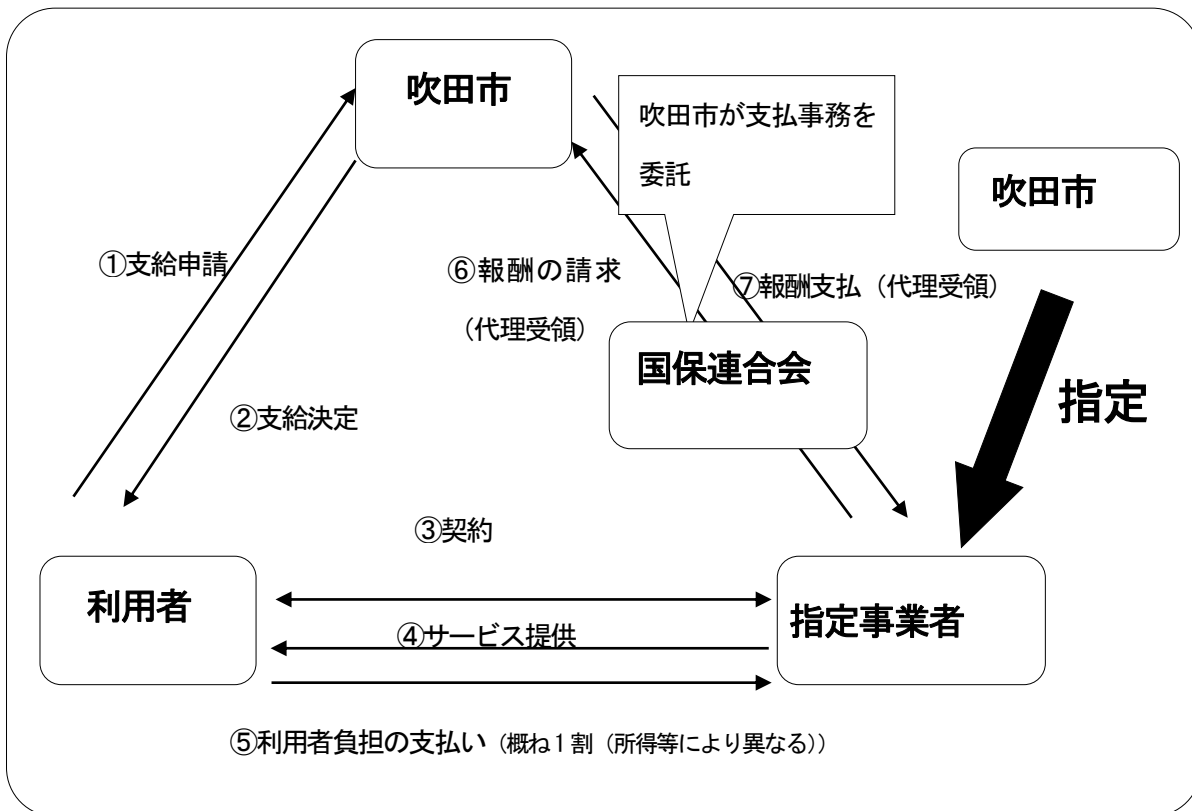 吹田市
吹田市が支払事務を
委託
吹田市
①支給申請
⑥報酬の請求
(代理受領)
⑦報酬支払（代理受領）
国保連合会
指定
②支給決定
③契約
利用者
指定事業者
④サービス提供
⑤利用者負担の支払い（概ね１割（所得等により異なる））